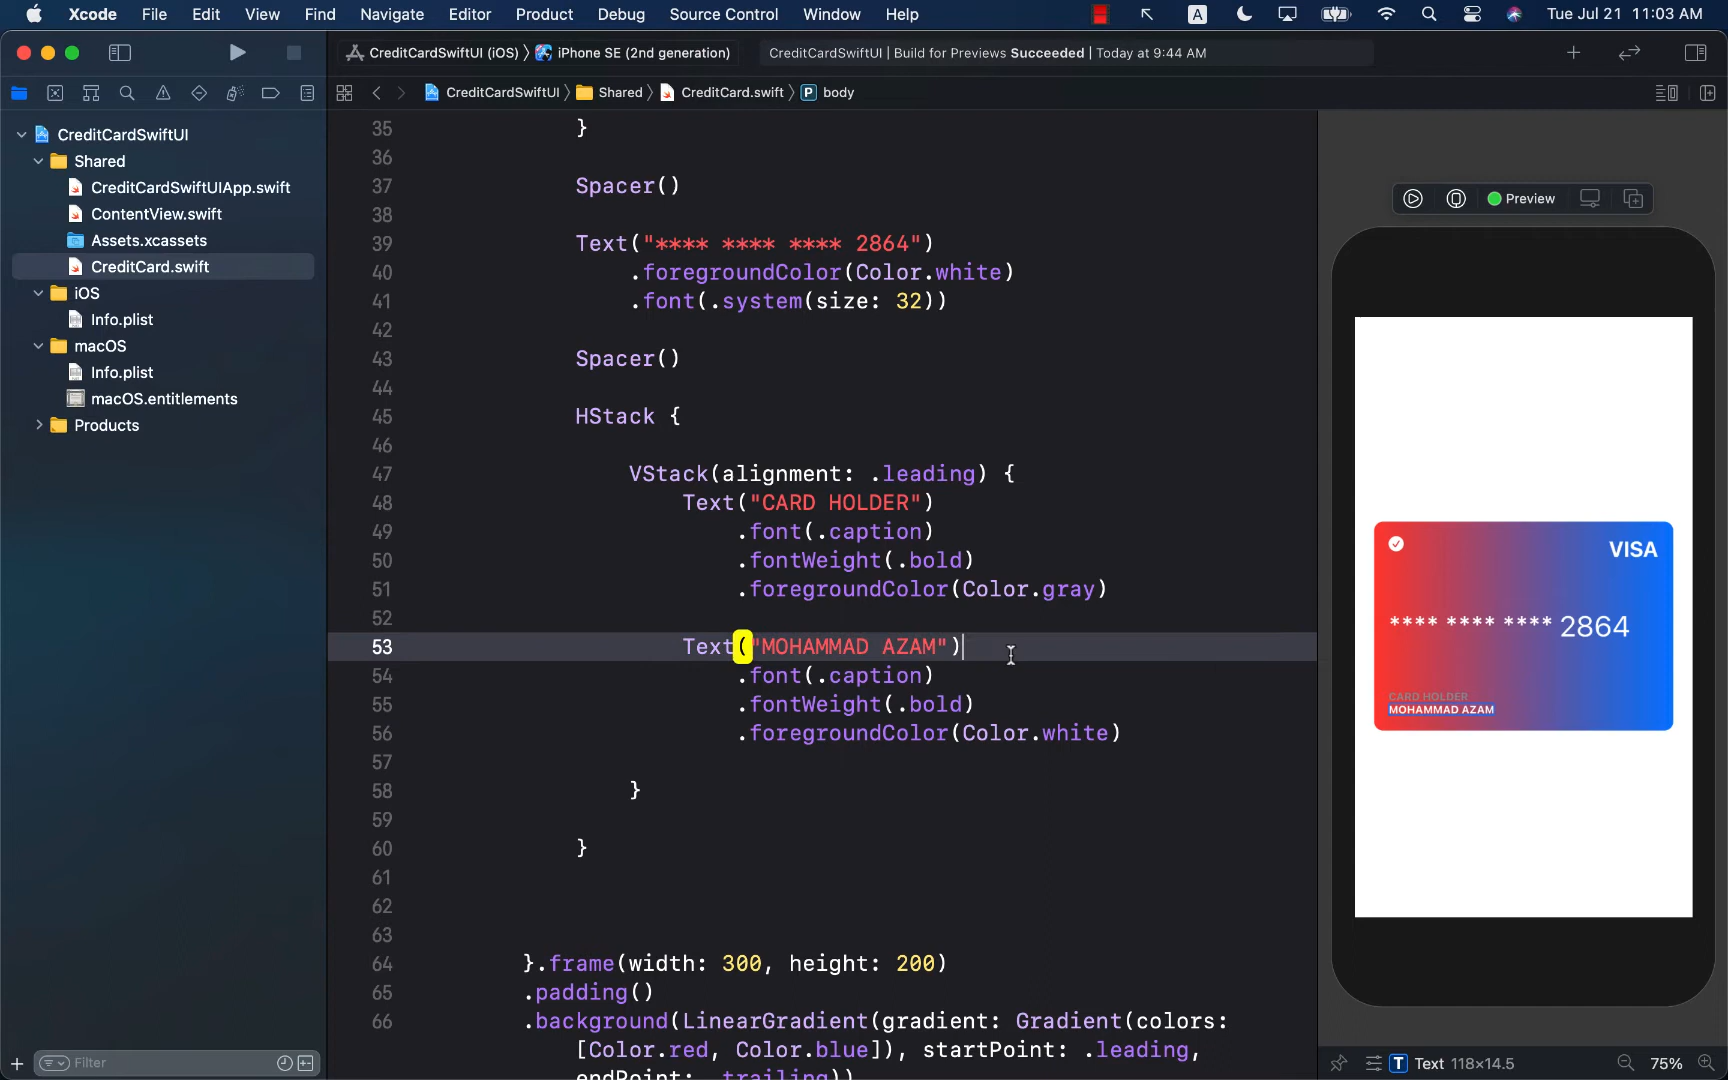 Xcode File Edit View Find Navigate Editor Product Debug Source Control Window Help A Tue Jul 21 11:03 AM
CreditCardSwiftUI (iOS) iPhone SE (2nd generation) CreditCardSwiftUI | Build for Previews Succeeded | Today at 9:44 AM
CreditCardSwiftUI Shared CreditCard.swift P body
CreditCardSwiftUI
Shared
CreditCardSwiftUIApp.swift
ContentView.swift
Assets.xcassets
CreditCard.swift
iOS
Info.plist
macOS
Info.plist
macOS.entitlements
Products
Filter
35 }
36
37 Spacer()
38
39 Text("**** **** **** 2864")
40 .foregroundColor(Color.white)
41 .font(.system(size: 32))
42
43 Spacer()
44
45 HStack {
46
47 VStack(alignment: .leading) {
48 Text("CARD HOLDER")
49 .font(.caption)
50 .fontWeight(.bold)
51 .foregroundColor(Color.gray)
52
53 Text("MOHAMMAD AZAM")
54 .font(.caption)
55 .fontWeight(.bold)
56 .foregroundColor(Color.white)
57
58 }
59
60 }
61
62
63
64 }.frame(width: 300, height: 200)
65 .padding()
66 .background(LinearGradient(gradient: Gradient(colors:
[Color.red, Color.blue]), startPoint: .leading,
endPoint: .trailing))
Preview
VISA
**** **** **** 2864
CARD HOLDER
MOHAMMAD AZAM
T Text 118×14.5 75%